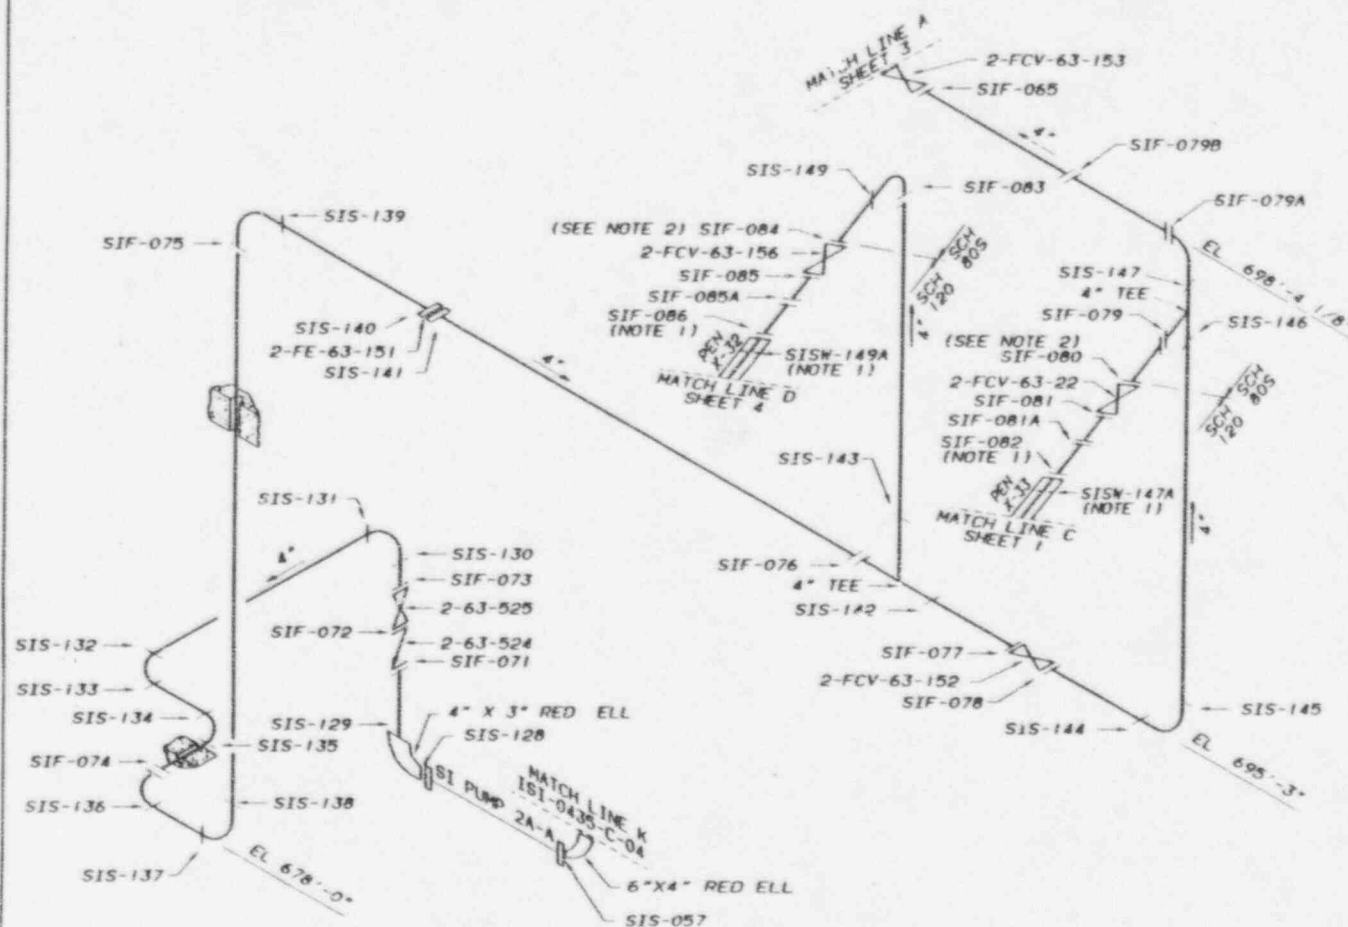 MATCH LINE A
SHEET 3
2-FCV-63-153
SIF-065
4"
SIF-079B
SIF-079A
EL 698'-4 1/8"
SIS-149
SIF-083
(SEE NOTE 2) SIF-084
2-FCV-63-156
SIF-085
SIF-085A
SIF-086
(NOTE 1)
PEN
X-32
SISW-149A
(NOTE 1)
MATCH LINE D
SHEET 4
SCH 80S
SCH 120
4"
SIS-147
4" TEE
SIF-079
SIS-146
(SEE NOTE 2)
SIF-080
2-FCV-63-22
SIF-081
SIF-081A
SIF-082
(NOTE 1)
PEN
X-33
SISW-147A
(NOTE 1)
MATCH LINE C
SHEET 1
SCH 80S
SCH 120
4"
SIS-139
SIF-075
SIS-140
2-FE-63-151
SIS-141
4"
SIS-143
SIF-076
4" TEE
SIS-142
SIF-077
2-FCV-63-152
SIF-078
SIS-144
SIS-145
EL 695'-3"
SIS-131
4"
SIS-130
SIF-073
2-63-525
SIF-072
2-63-524
SIF-071
SIS-132
SIS-133
SIS-134
SIS-135
SIF-074
SIS-136
SIS-138
SIS-137
EL 678'-0"
SIS-129
4" X 3" RED ELL
SIS-128
SI PUMP 2A-A
MATCH LINE K
ISI-0435-C-04
6"X4" RED ELL
SIS-057